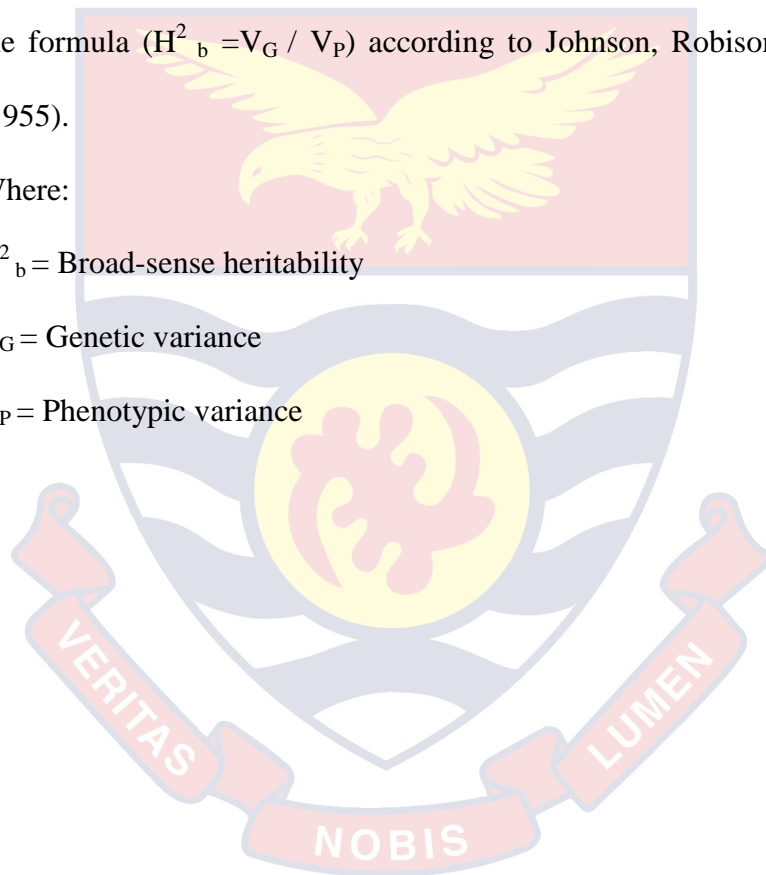 e formula (H² b =VG / VP) according to Johnson, Robison
955).
here:
² b = Broad-sense heritability
G = Genetic variance
P = Phenotypic variance
VERITAS
NOBIS
LUMEN